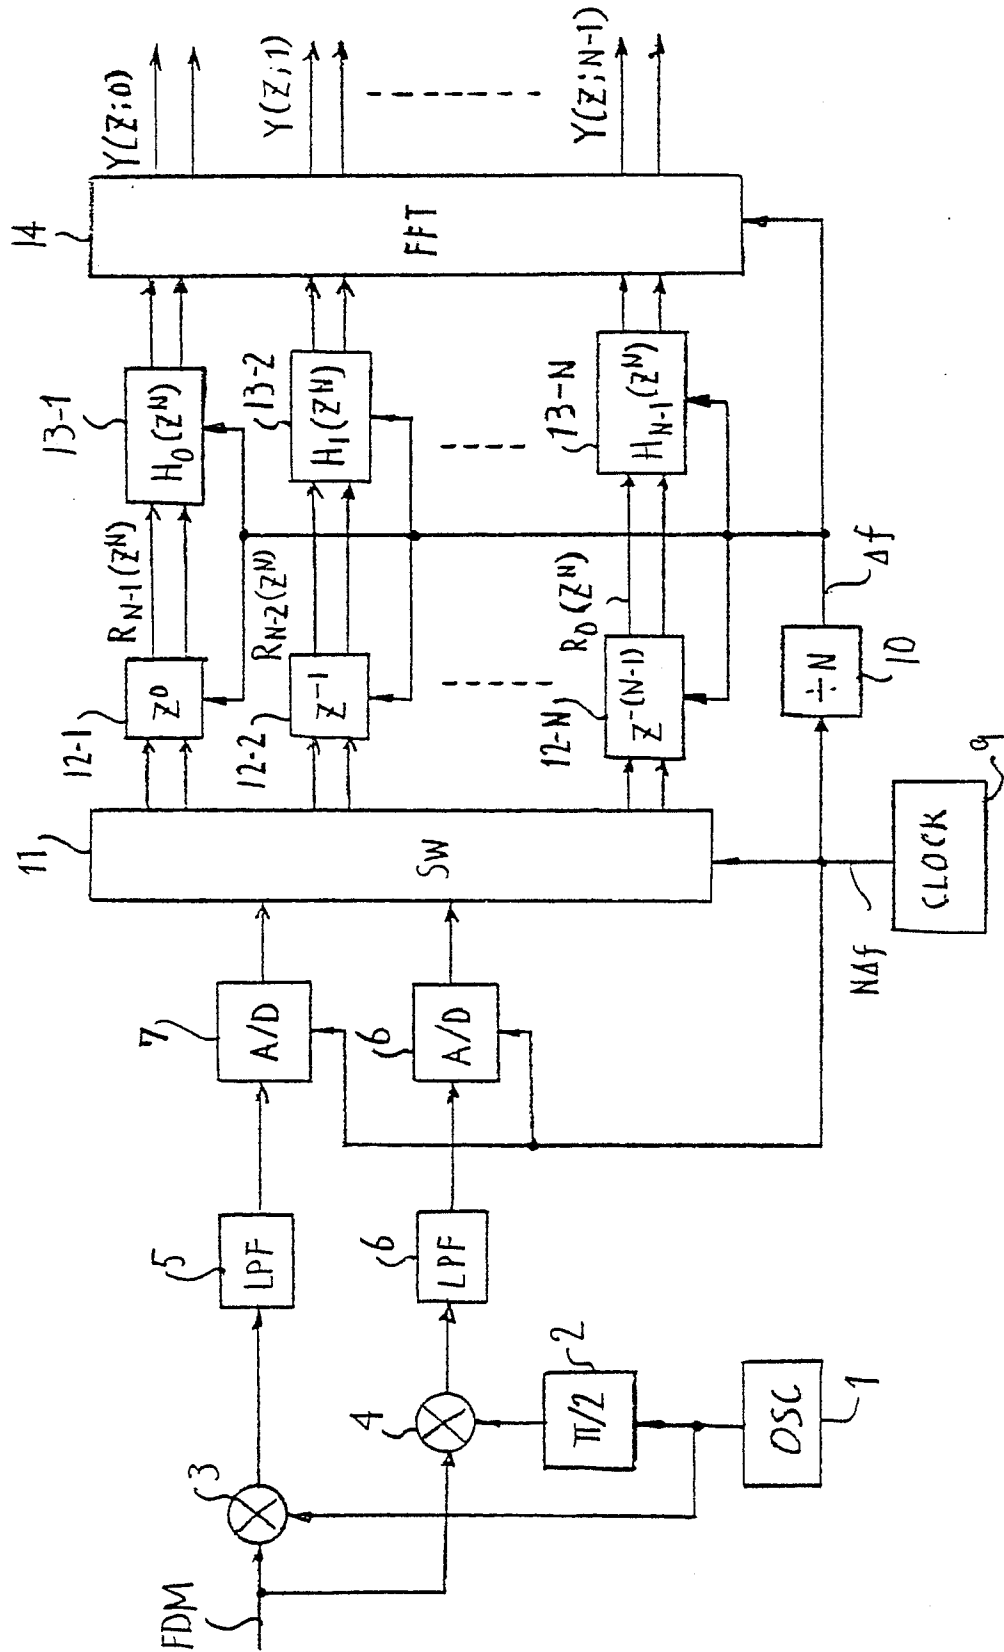 FDM
3
4
π/2
2
OSC
1
5
LPF
6
LPF
7
A/D
6
A/D
11
SW
NΔf
CLOCK
9
÷N
10
Δf
12-1
Z^0
12-2
Z^-1
12-N
Z^-(N-1)
R_N-1(Z^N)
R_N-2(Z^N)
R_0(Z^N)
13-1
H_0(Z^N)
13-2
H_1(Z^N)
13-N
H_N-1(Z^N)
14
FFT
Y(Z;0)
Y(Z;1)
Y(Z;N-1)